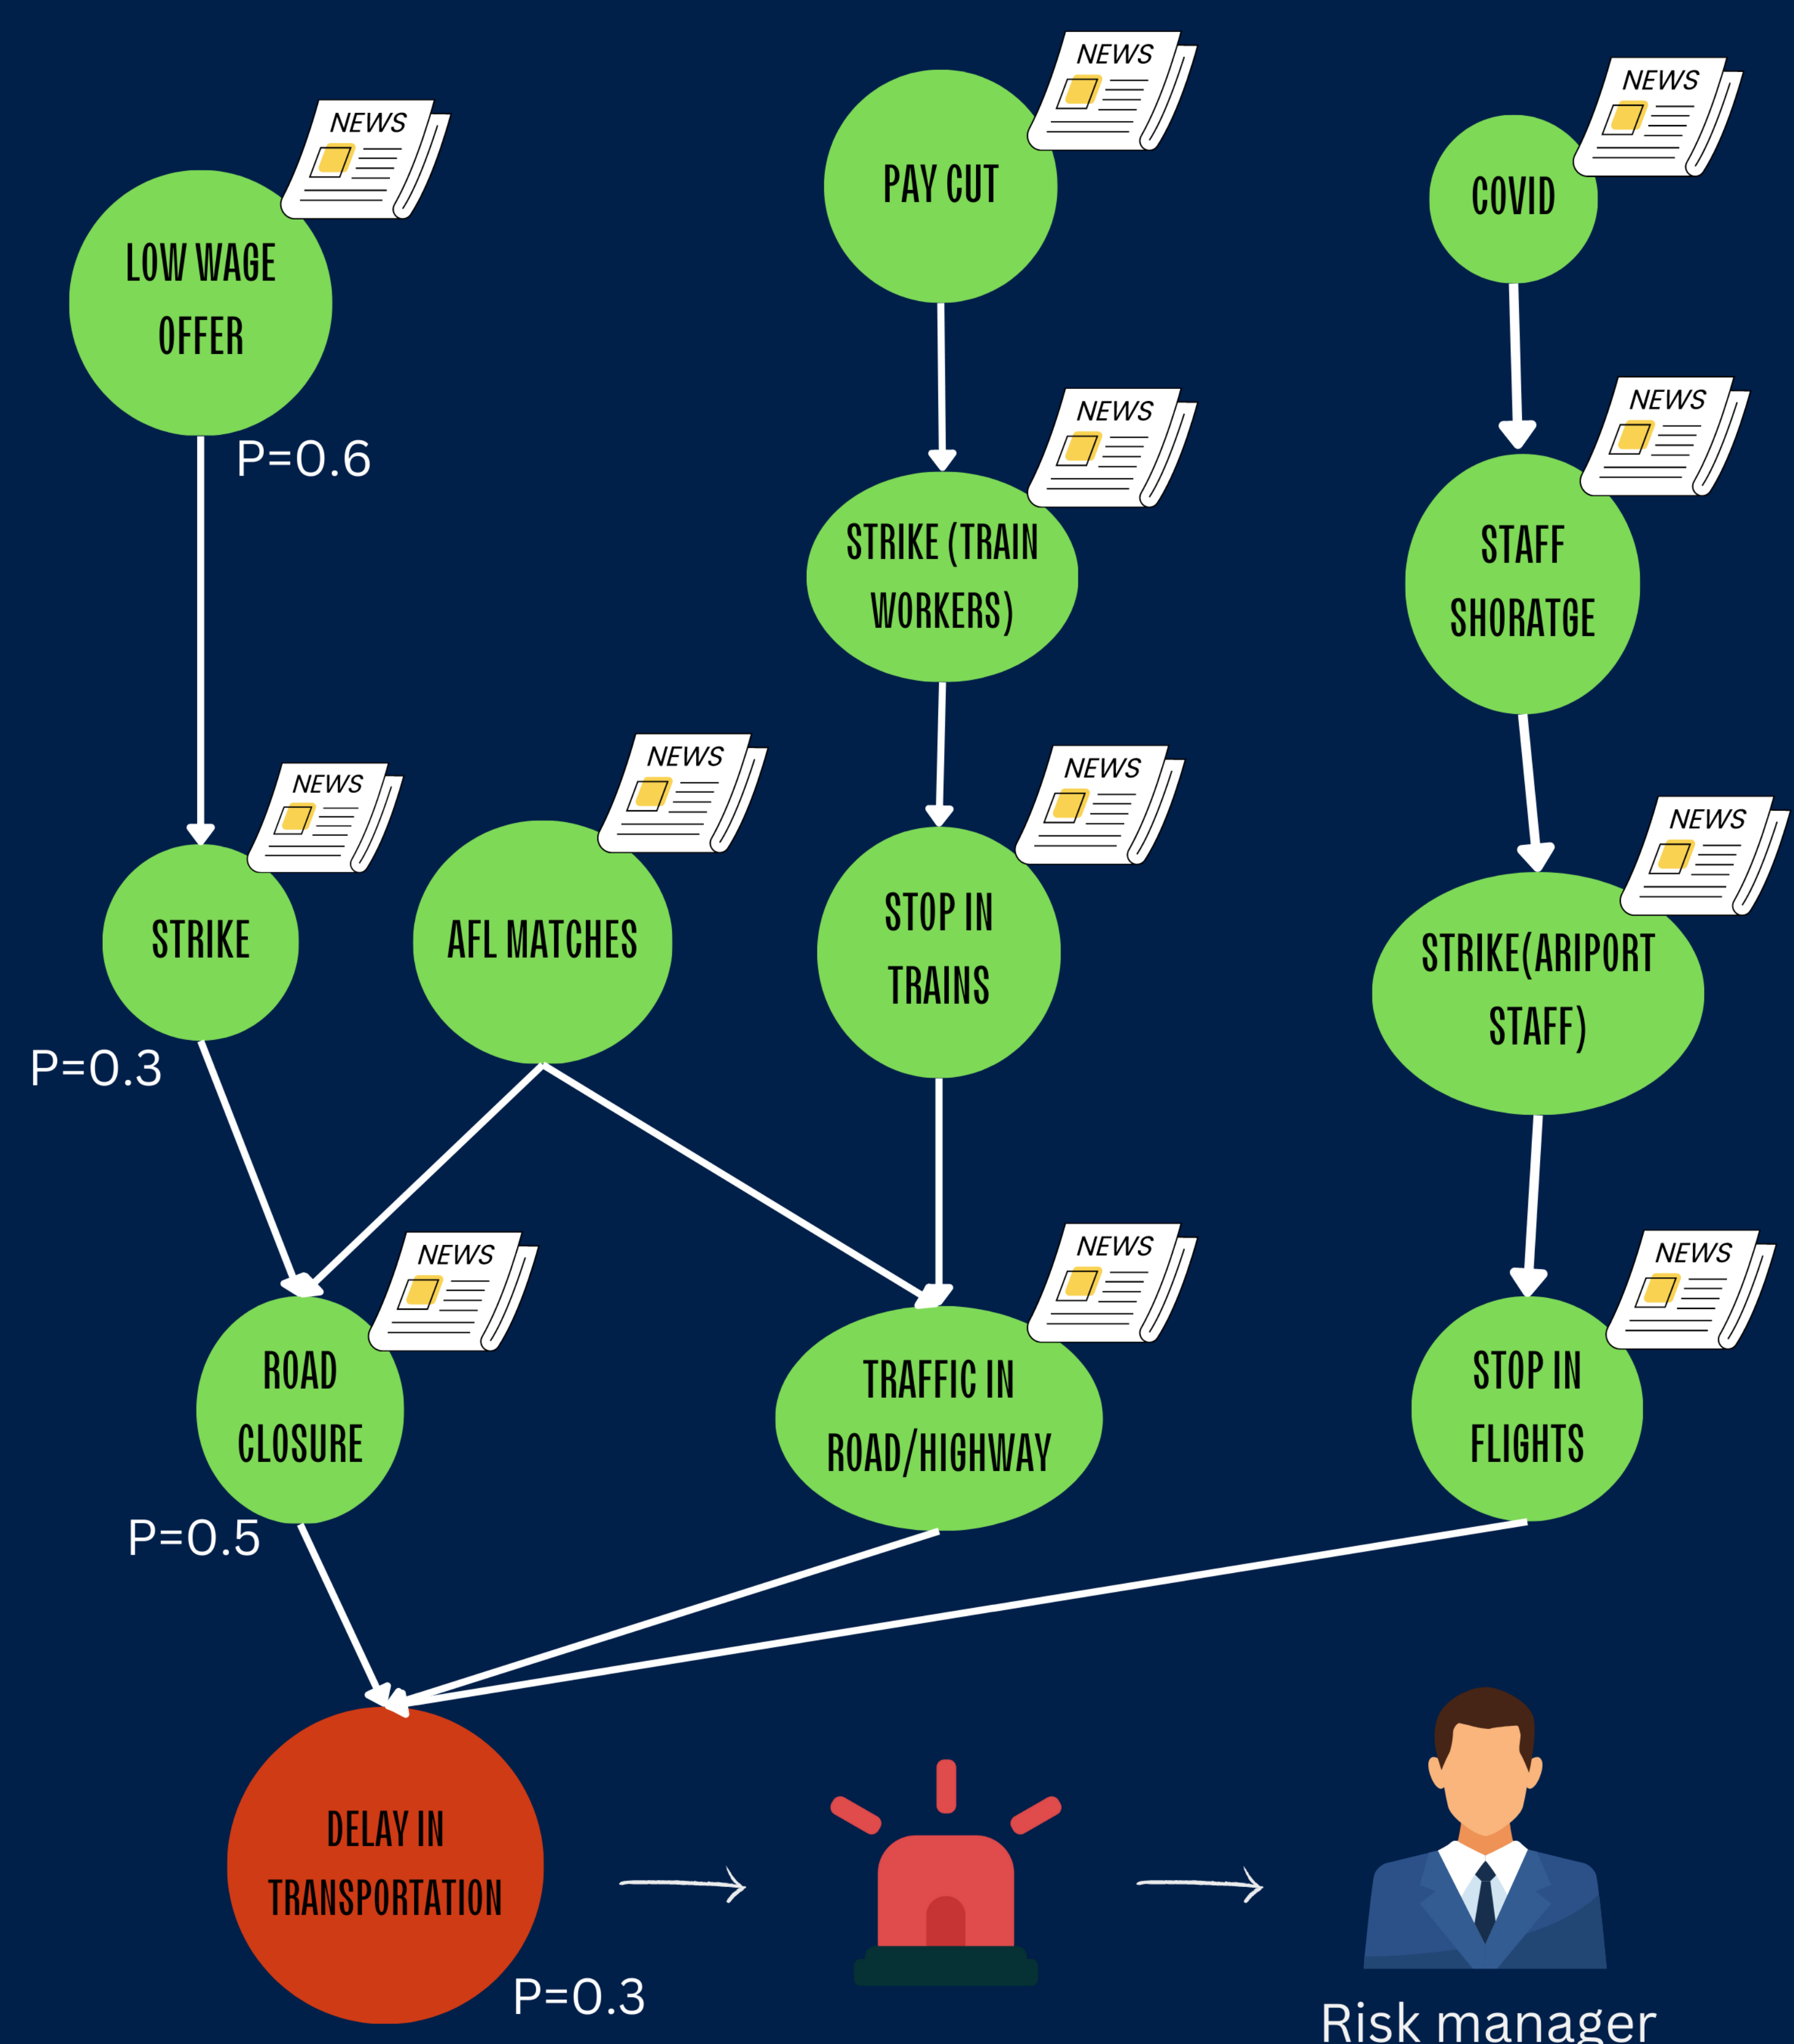 NEWS
PAY CUT
NEWS
COVID
NEWS
LOW WAGE
OFFER
P=0.6
NEWS
STRIKE (TRAIN
WORKERS)
NEWS
STAFF
SHORATGE
NEWS
STRIKE
P=0.3
NEWS
AFL MATCHES
NEWS
STOP IN
TRAINS
NEWS
STRIKE(ARIPORT
STAFF)
NEWS
ROAD
CLOSURE
P=0.5
NEWS
TRAFFIC IN
ROAD/HIGHWAY
NEWS
STOP IN
FLIGHTS
DELAY IN
TRANSPORTATION
P=0.3
Risk manager